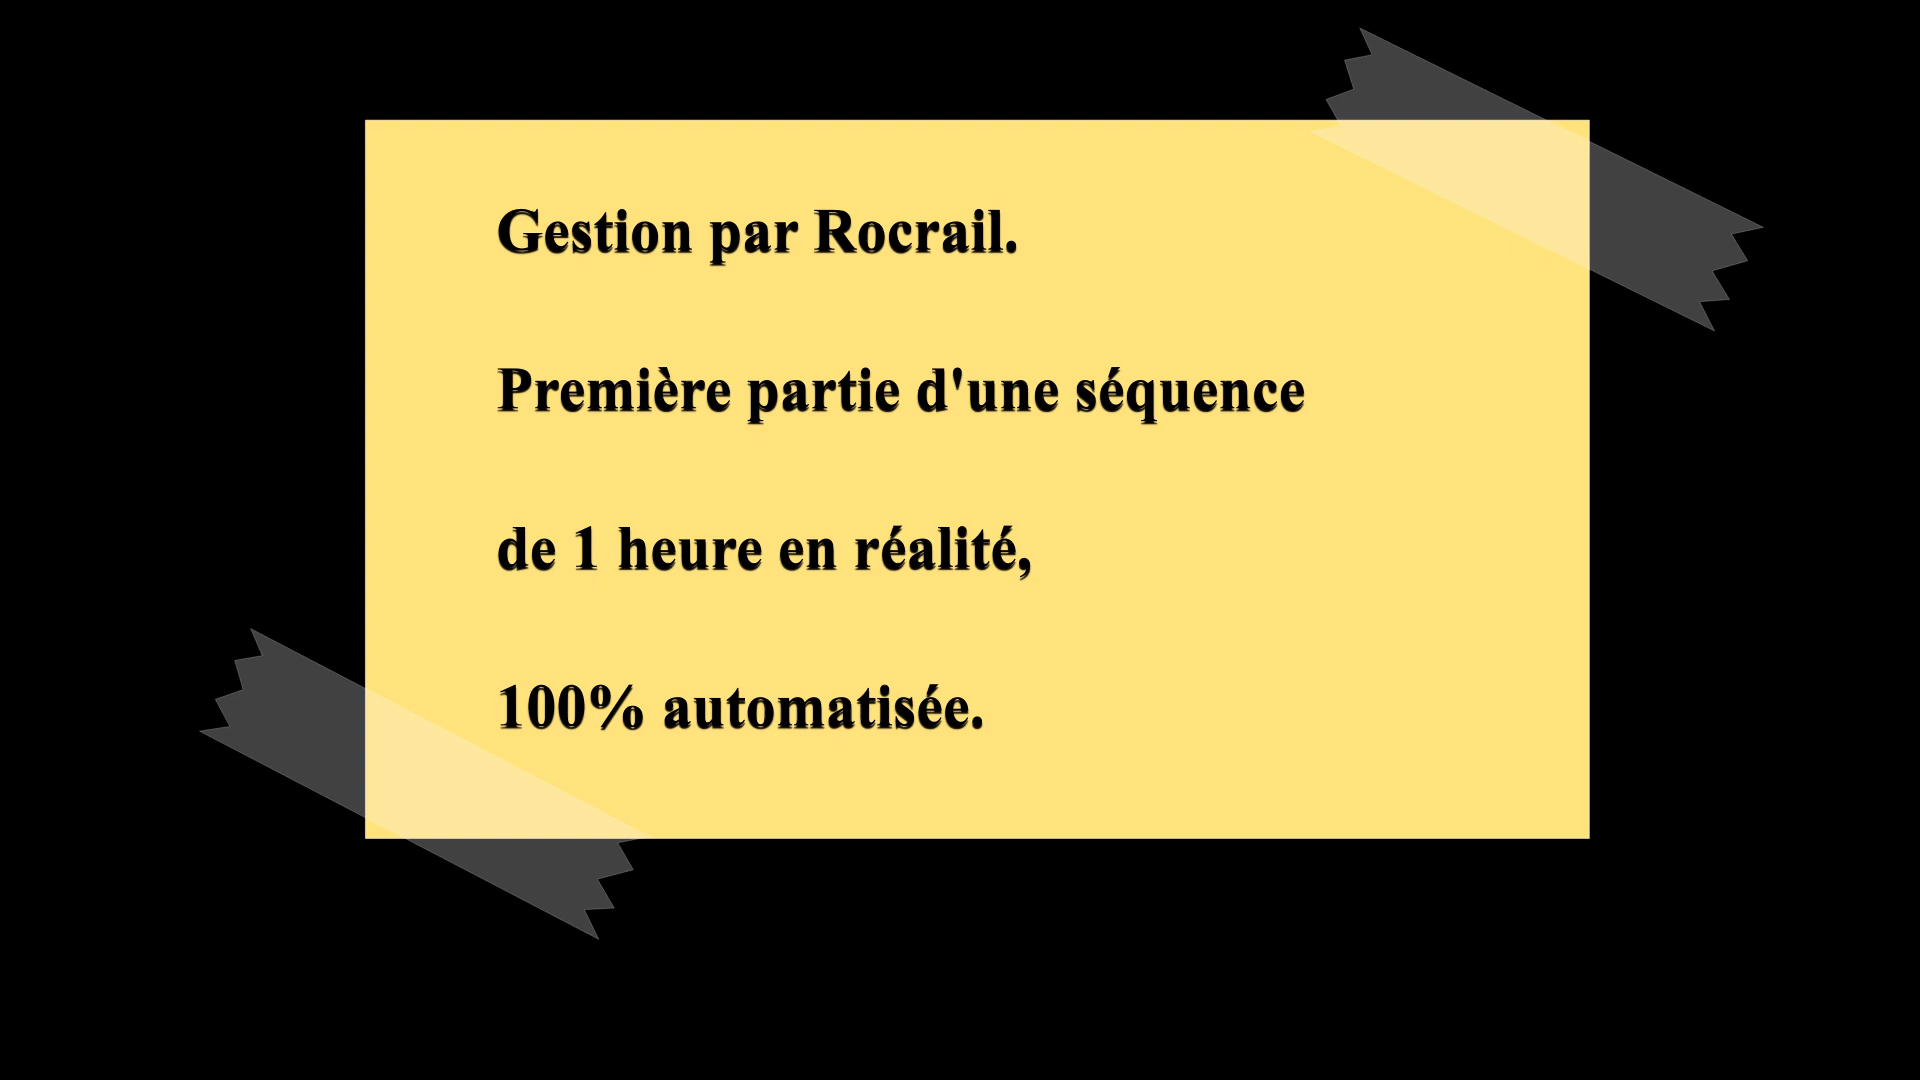 Gestion par Rocrail.
Première partie d'une séquence
de 1 heure en réalité,
100% automatisée.